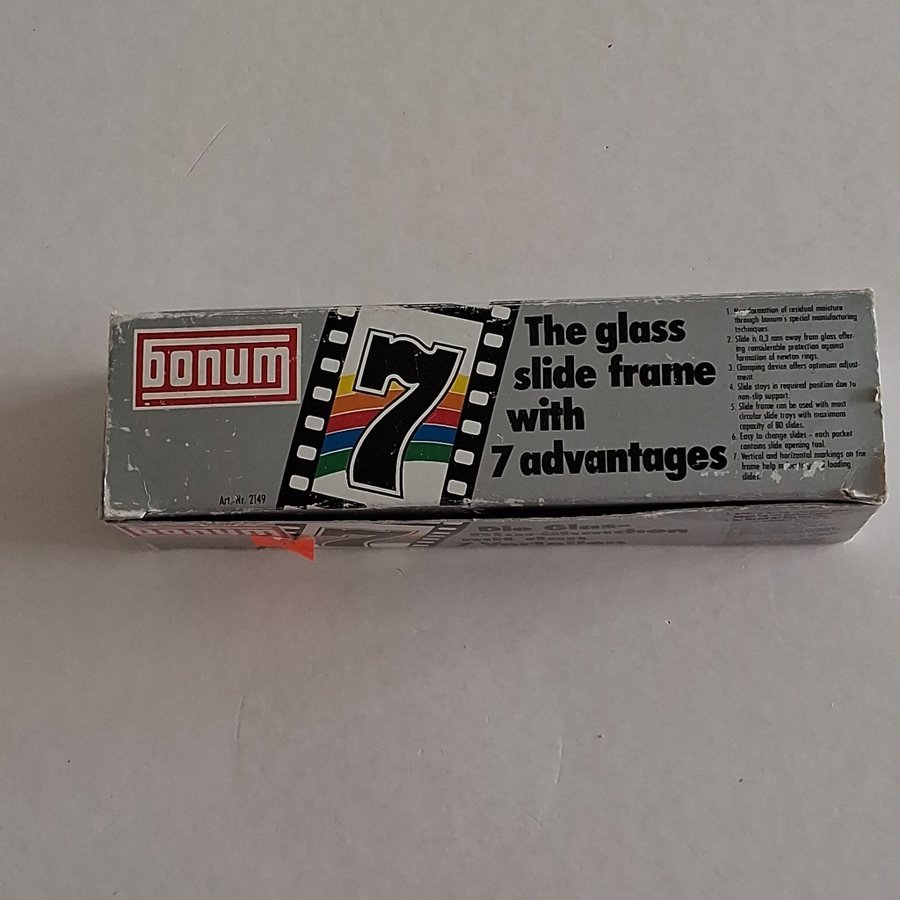 bonum
Art.-Nr. 2149
7
The glass
slide frame
with
7 advantages
1. formation of residual moisture
through bonum's special manufacturing
techniques.
2. Slide is 0,3 mm away from glass offer-
ing considerable protection against
formation of newton rings.
3. Clamping device offers optimum adjust-
ment.
4. Slide stays in required position due to
non-slip support.
5. Slide frame can be used with most
circular slide trays with maximum
capacity of 80 slides.
6. Easy to change slides - each packet
contains slide opening tool.
7. Vertical and horizontal markings on the
frame help in loading
slides.
bonum
7
Die Glas-